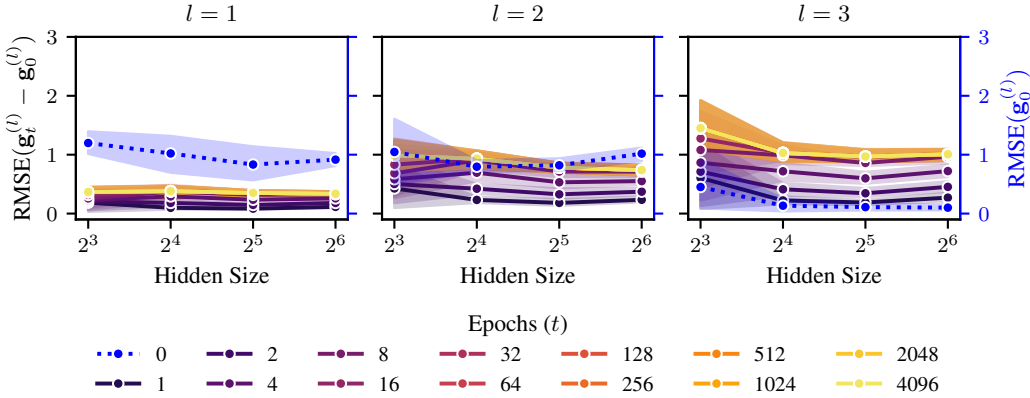 l = 1
l = 2
l = 3
RMSE(g_t^{(l)} − g_0^{(l)})
3
2
1
0
2^3 2^4 2^5 2^6
2^3 2^4 2^5 2^6
2^3 2^4 2^5 2^6
3
2
1
0
RMSE(g_0^{(l)})
Hidden Size
Hidden Size
Hidden Size
Epochs (t)
0 2 8 32 128 512 2048
1 4 16 64 256 1024 4096